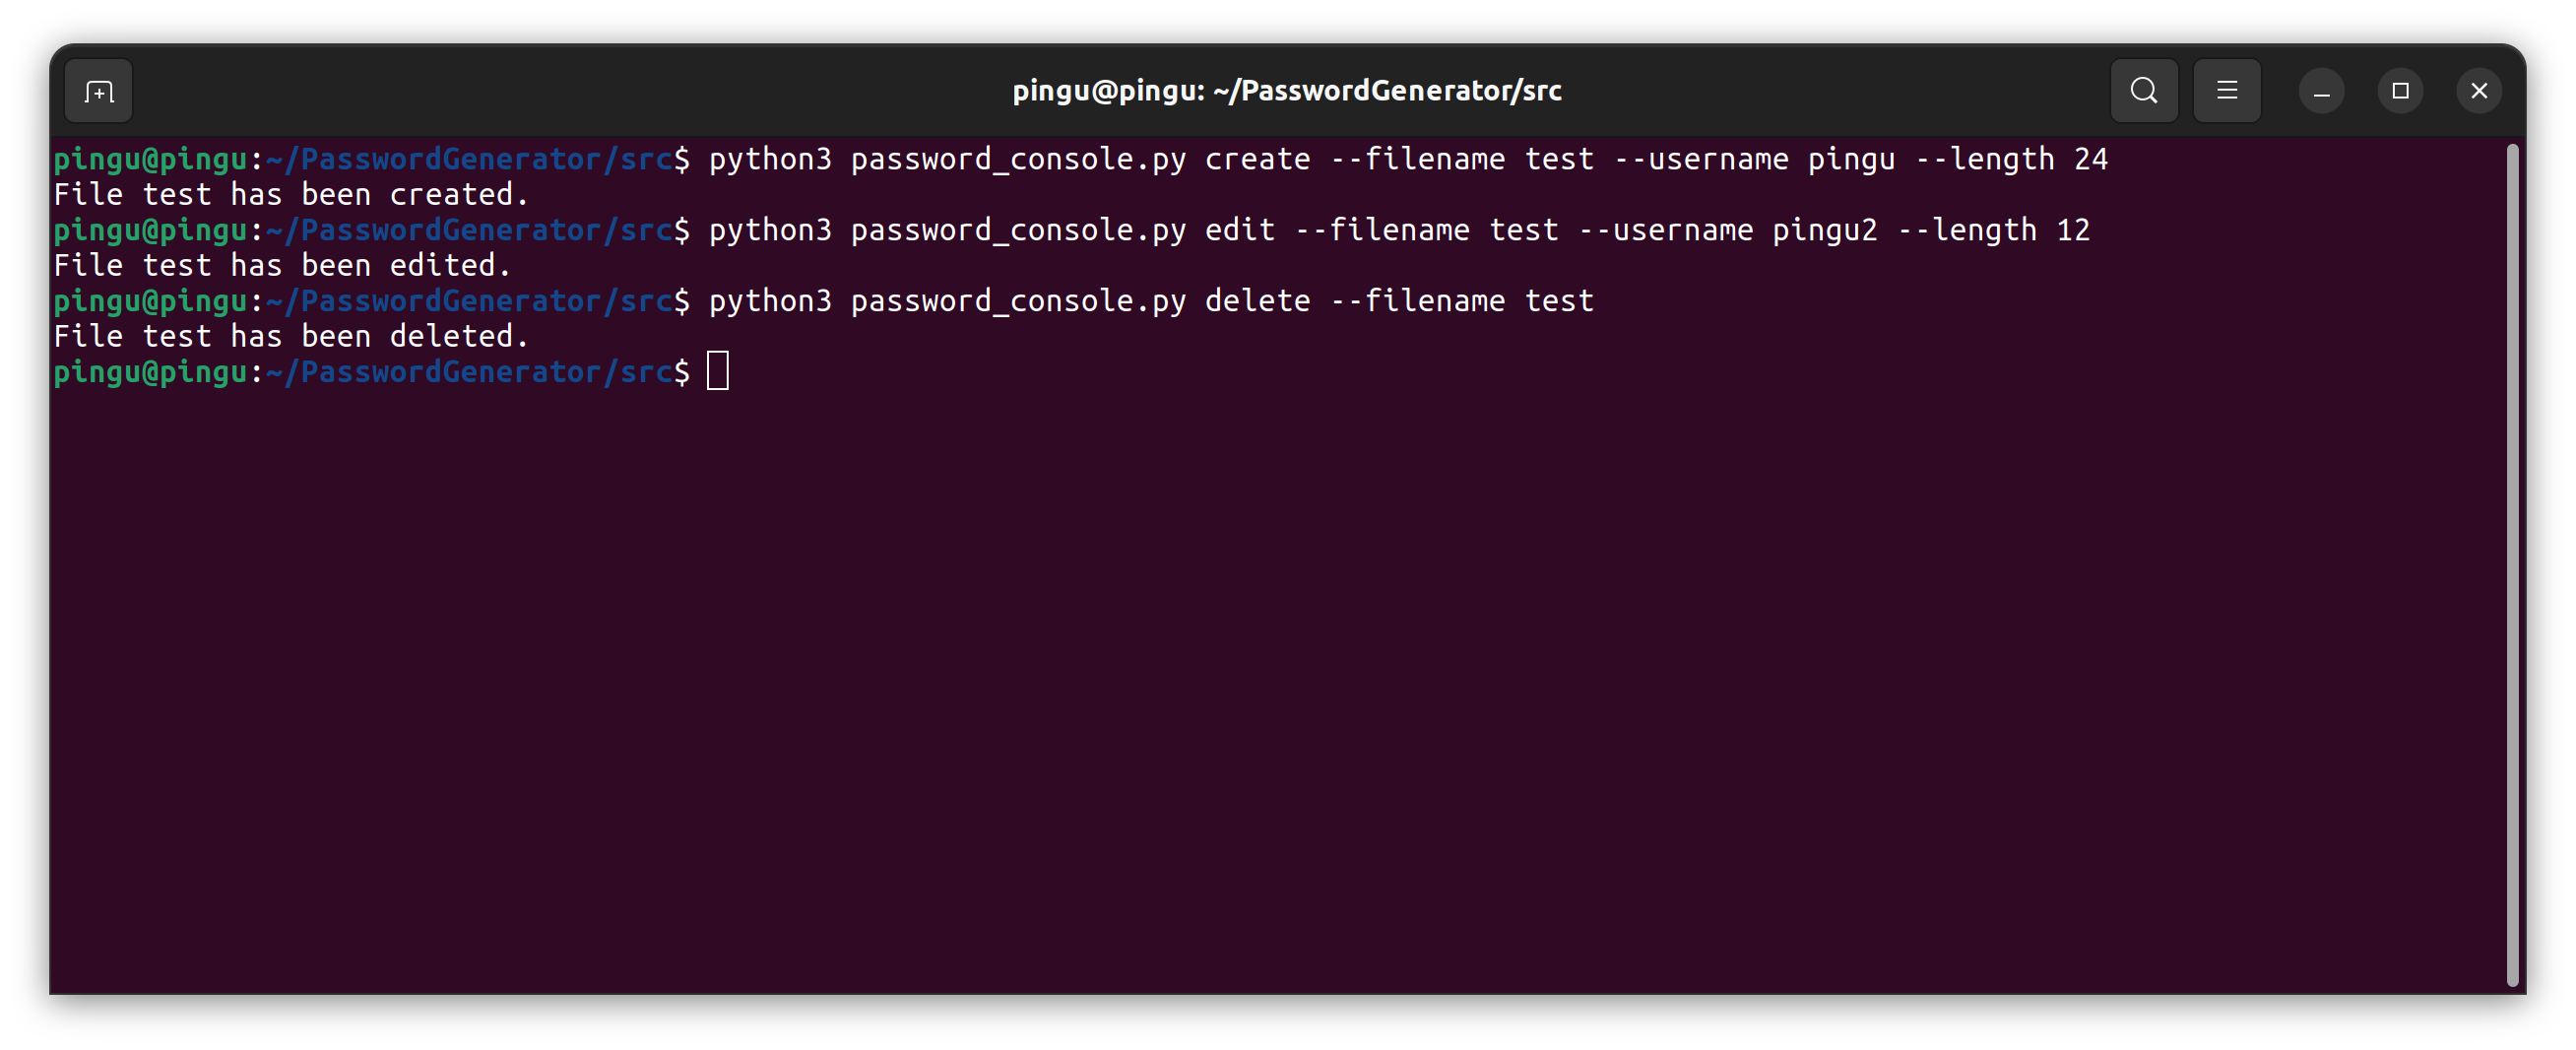 pingu@pingu: ~/PasswordGenerator/src
pingu@pingu:~/PasswordGenerator/src$ python3 password_console.py create --filename test --username pingu --length 24
File test has been created.
pingu@pingu:~/PasswordGenerator/src$ python3 password_console.py edit --filename test --username pingu2 --length 12
File test has been edited.
pingu@pingu:~/PasswordGenerator/src$ python3 password_console.py delete --filename test
File test has been deleted.
pingu@pingu:~/PasswordGenerator/src$